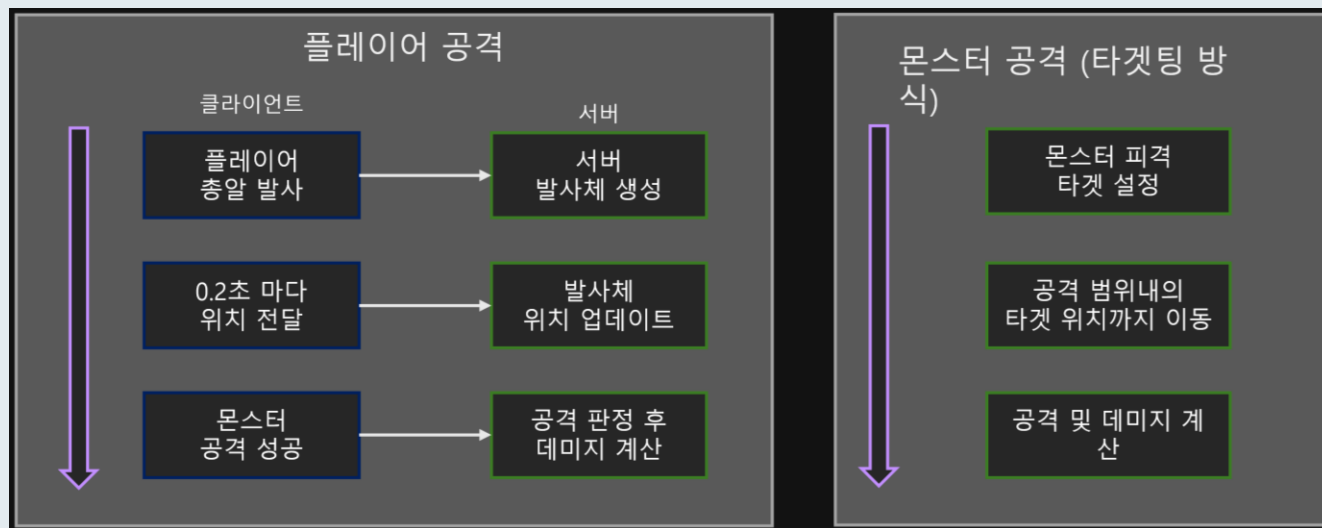 플레이어 공격
클라이언트
서버
플레이어
총알 발사
서버
발사체 생성
0.2초 마다
위치 전달
발사체
위치 업데이트
몬스터
공격 성공
공격 판정 후
데미지 계산
몬스터 공격 (타겟팅 방
식)
몬스터 피격
타겟 설정
공격 범위내의
타겟 위치까지 이동
공격 및 데미지 계
산